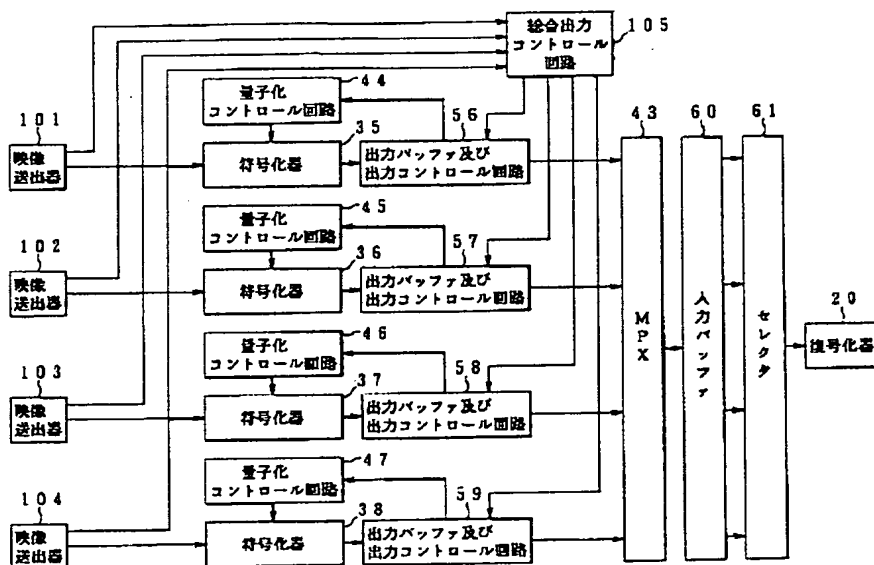 総合出力
コントロール
回路
105
量子化
コントロール回路
44
101
映像
送出器
35
符号化器
56
出力バッファ及び
出力コントロール回路
43
60
61
量子化
コントロール回路
45
102
映像
送出器
36
符号化器
57
出力バッファ及び
出力コントロール回路
MPX
入力バッファ
セレクタ
20
復号化器
量子化
コントロール回路
46
103
映像
送出器
37
符号化器
58
出力バッファ及び
出力コントロール回路
量子化
コントロール回路
47
104
映像
送出器
38
符号化器
59
出力バッファ及び
出力コントロール回路